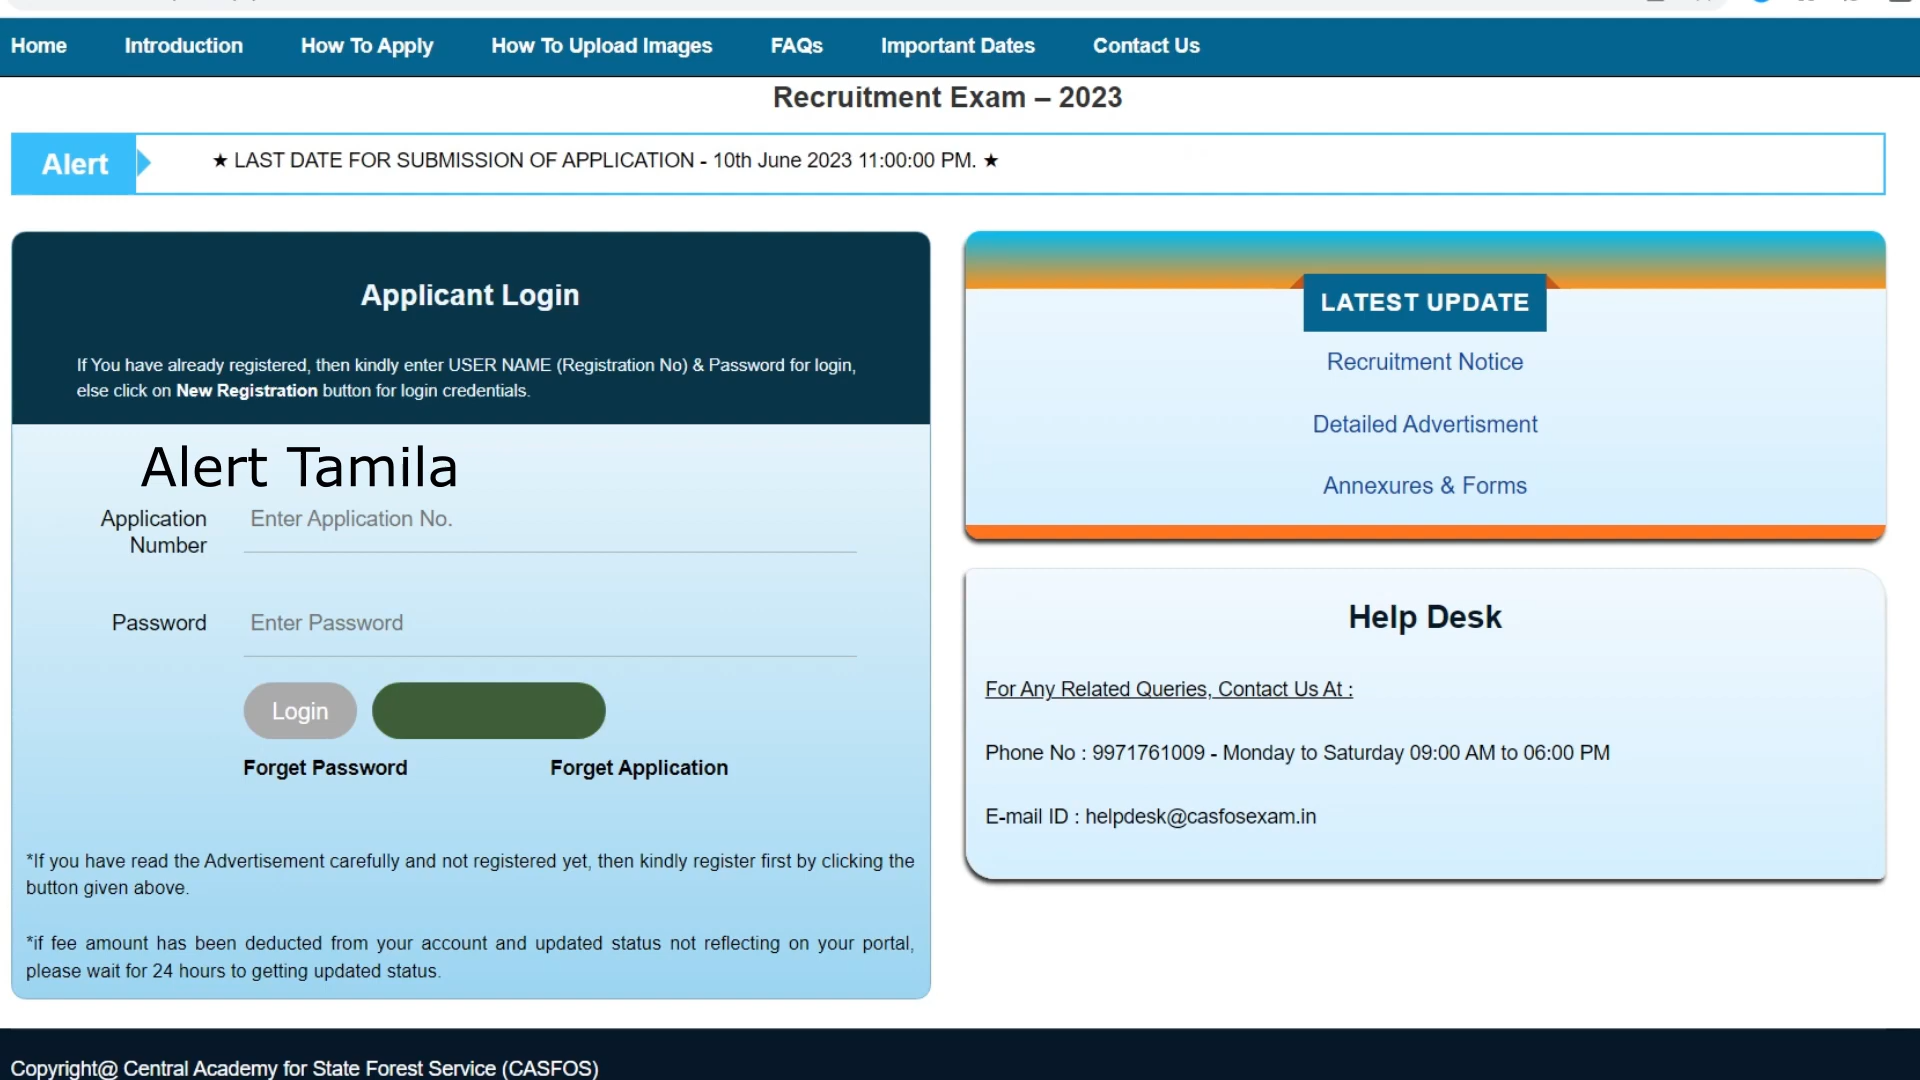 Home Introduction How To Apply How To Upload Images FAQs Important Dates Contact Us
Recruitment Exam – 2023
Alert
★ LAST DATE FOR SUBMISSION OF APPLICATION - 10th June 2023 11:00:00 PM. ★
Applicant Login
If You have already registered, then kindly enter USER NAME (Registration No) & Password for login,
else click on New Registration button for login credentials.
Alert Tamila
Application
Number
Enter Application No.
Password
Enter Password
Login
Forget Password Forget Application
*If you have read the Advertisement carefully and not registered yet, then kindly register first by clicking the
button given above.
*if fee amount has been deducted from your account and updated status not reflecting on your portal,
please wait for 24 hours to getting updated status.
LATEST UPDATE
Recruitment Notice
Detailed Advertisment
Annexures & Forms
Help Desk
For Any Related Queries, Contact Us At :
Phone No : 9971761009 - Monday to Saturday 09:00 AM to 06:00 PM
E-mail ID : helpdesk@casfosexam.in
Copyright@ Central Academy for State Forest Service (CASFOS)